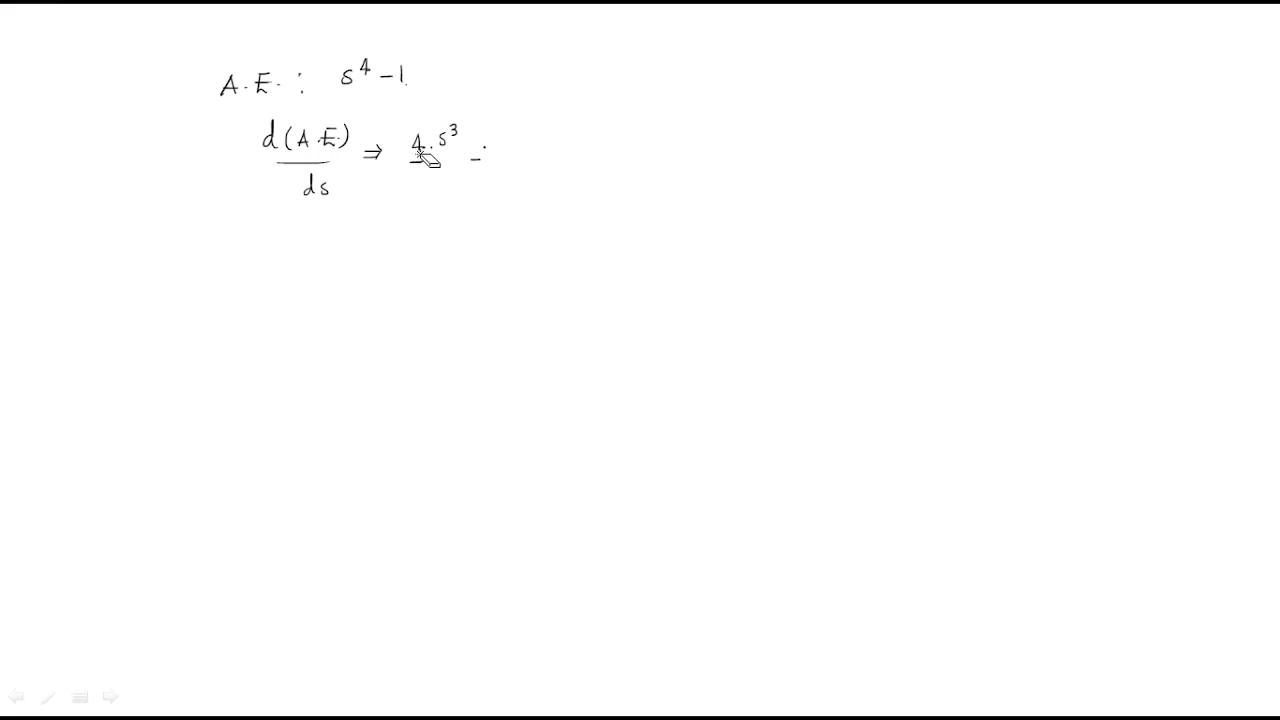 A.E. : s⁴ - 1
d(A.E.) ⇒ 4.s³ -
ds